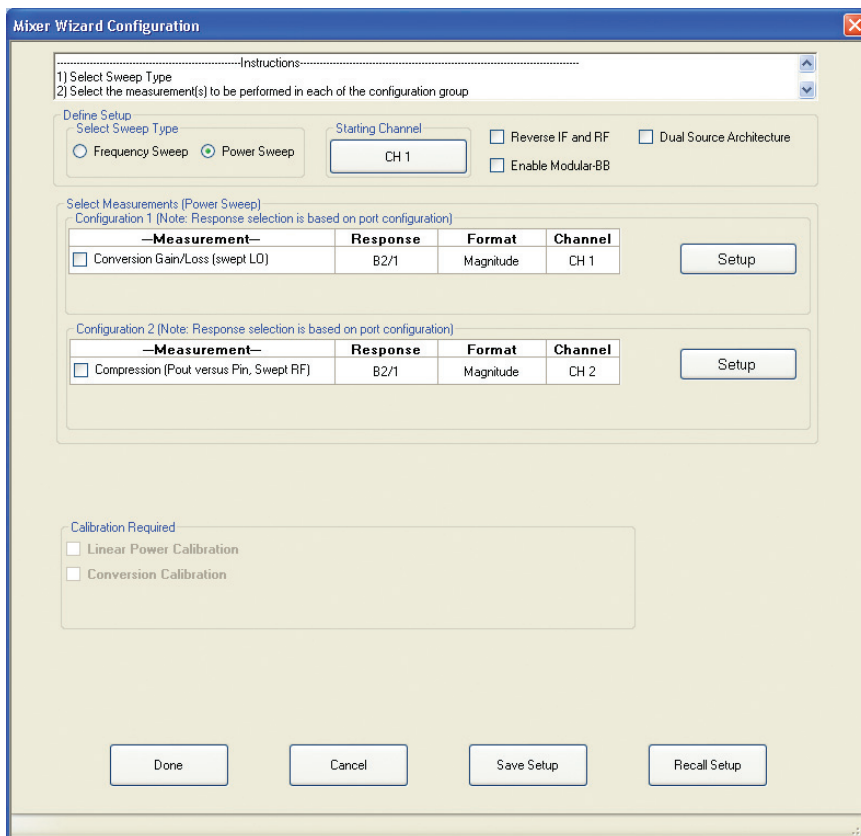 Mixer Wizard Configuration
---Instructions---
1) Select Sweep Type
2) Select the measurement(s) to be performed in each of the configuration group
Define Setup
Select Sweep Type
Frequency Sweep Power Sweep
Starting Channel
CH 1
Reverse IF and RF
Dual Source Architecture
Enable Modular-BB
Select Measurements (Power Sweep)
Configuration 1 (Note: Response selection is based on port configuration)
—Measurement— Response Format Channel
Conversion Gain/Loss (swept LO) B2/1 Magnitude CH 1
Setup
Configuration 2 (Note: Response selection is based on port configuration)
—Measurement— Response Format Channel
Compression (Pout versus Pin, Swept RF) B2/1 Magnitude CH 2
Setup
Calibration Required
Linear Power Calibration
Conversion Calibration
Done Cancel Save Setup Recall Setup